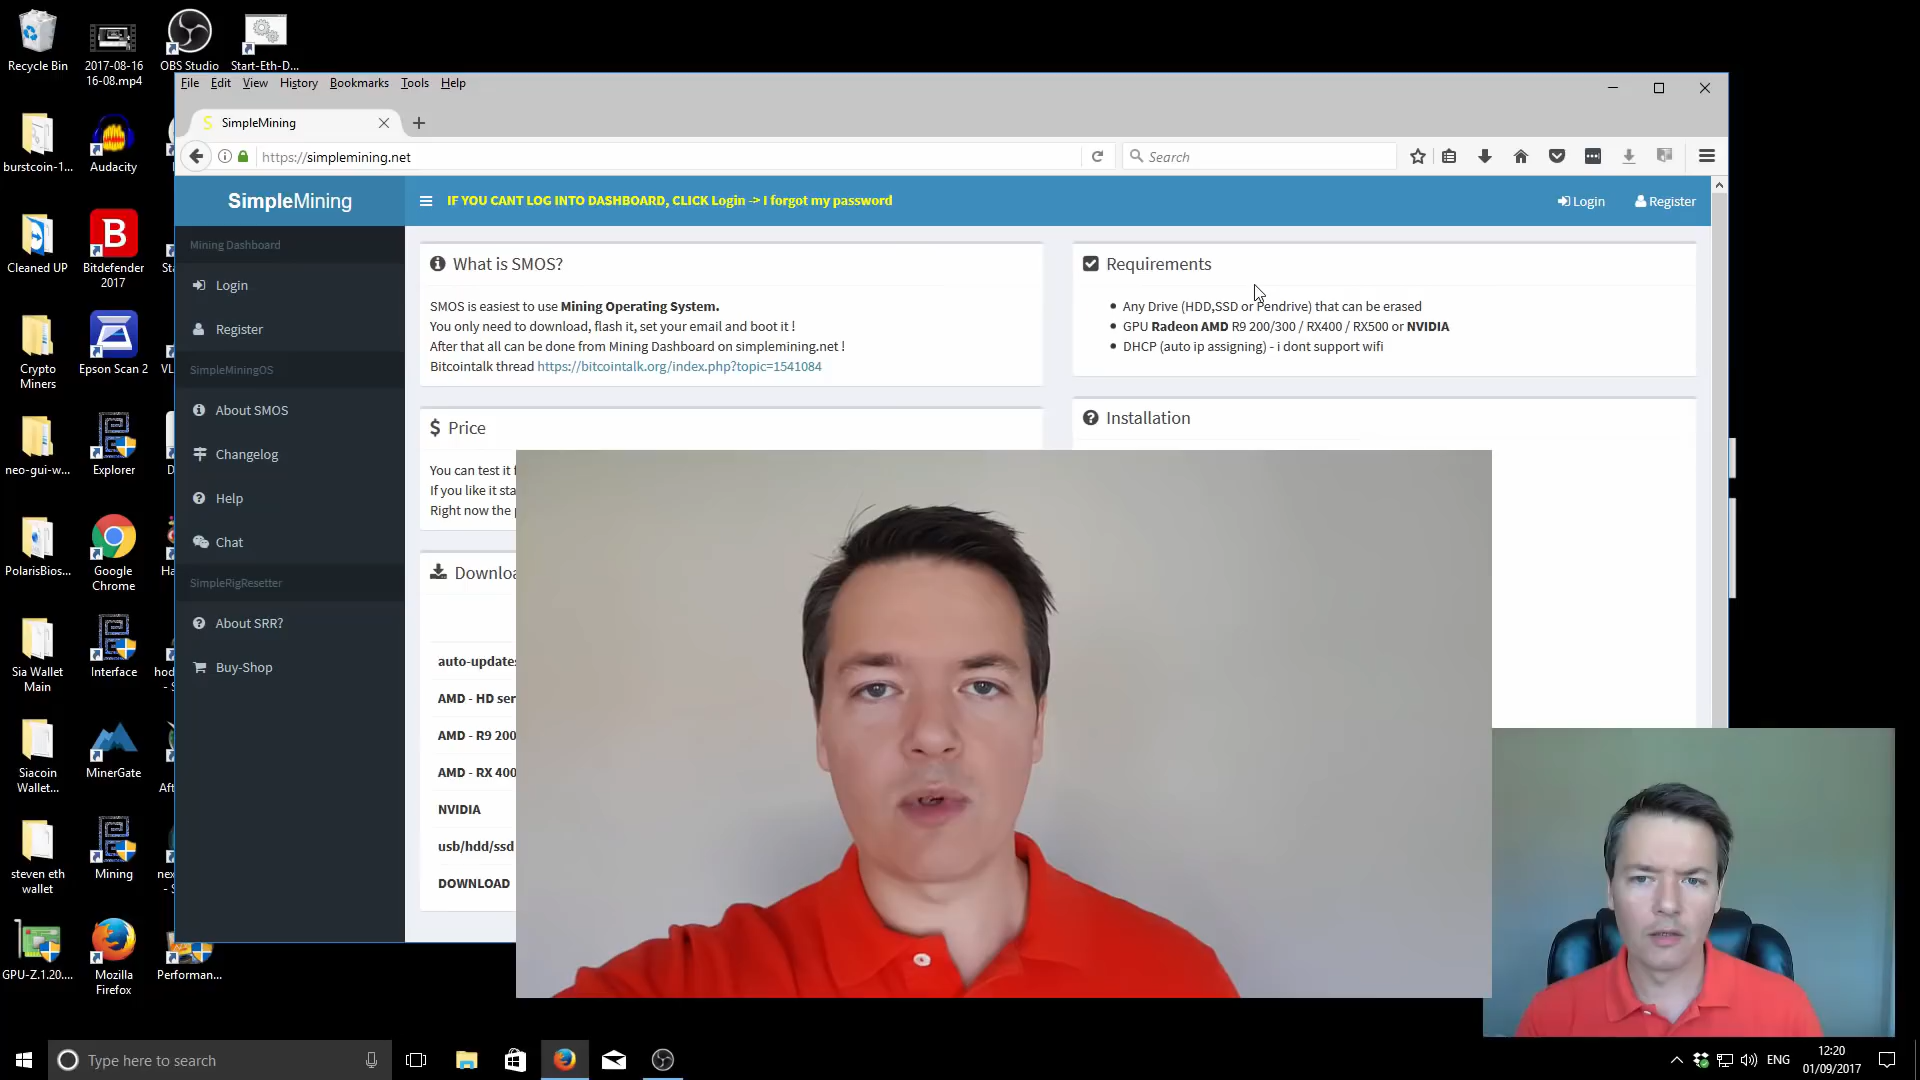 Recycle Bin
2017-08-16
16-08.mp4
OBS Studio
Start-Eth-D...
File Edit View History Bookmarks Tools Help
SimpleMining
https://simplemining.net
Search
SimpleMining
IF YOU CANT LOG INTO DASHBOARD, CLICK Login -> I forgot my password
Login
Register
Mining Dashboard
Login
Register
SimpleMiningOS
About SMOS
Changelog
Help
Chat
SimpleRigResetter
About SRR?
Buy-Shop
What is SMOS?
SMOS is easiest to use Mining Operating System.
You only need to download, flash it, set your email and boot it !
After that all can be done from Mining Dashboard on simplemining.net !
Bitcointalk thread https://bitcointalk.org/index.php?topic=1541084
Price
You can test it
If you like it
Right now the
auto-updates
AMD - HD
AMD - R9 200
AMD - RX 400
NVIDIA
usb/hdd/ssd
DOWNLOAD
Requirements
Any Drive (HDD,SSD or Pendrive) that can be erased
GPU Radeon AMD R9 200/300 / RX400 / RX500 or NVIDIA
DHCP (auto ip assigning) - i dont support wifi
Installation
burstcoin-1...
Audacity
Cleaned UP
Bitdefender
2017
Crypto
Miners
Epson Scan 2
neo-gui-w...
Explorer
PolarisBios...
Google
Chrome
Sia Wallet
Main
Interface
Siacoin
Wallet...
MinerGate
steven eth
wallet
Mining
GPU-Z.1.20....
Mozilla
Firefox
Performan...
Type here to search
ENG
12:20
01/09/2017